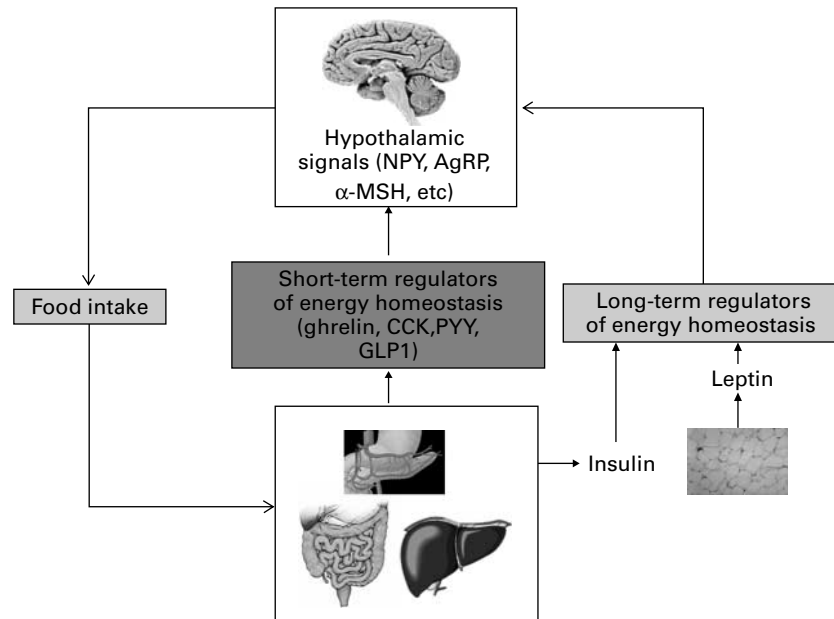 Hypothalamic
signals (NPY, AgRP,
α-MSH, etc)
Food intake
Short-term regulators
of energy homeostasis
(ghrelin, CCK,PYY,
GLP1)
Long-term regulators
of energy homeostasis
Leptin
Insulin